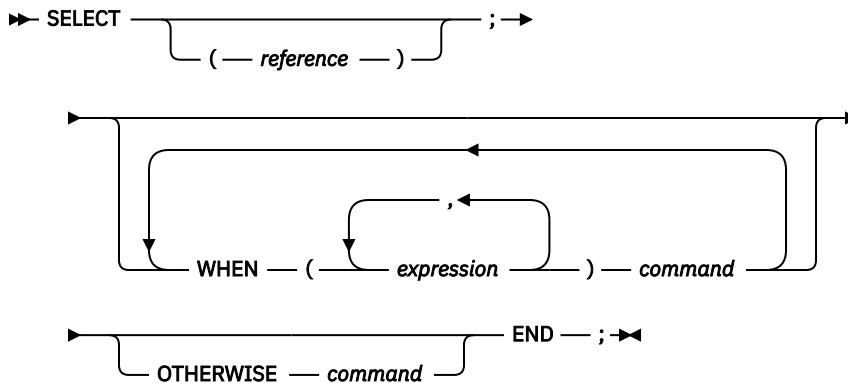 SELECT ;
( reference )
,
WHEN ( expression ) command
END ;
OTHERWISE command